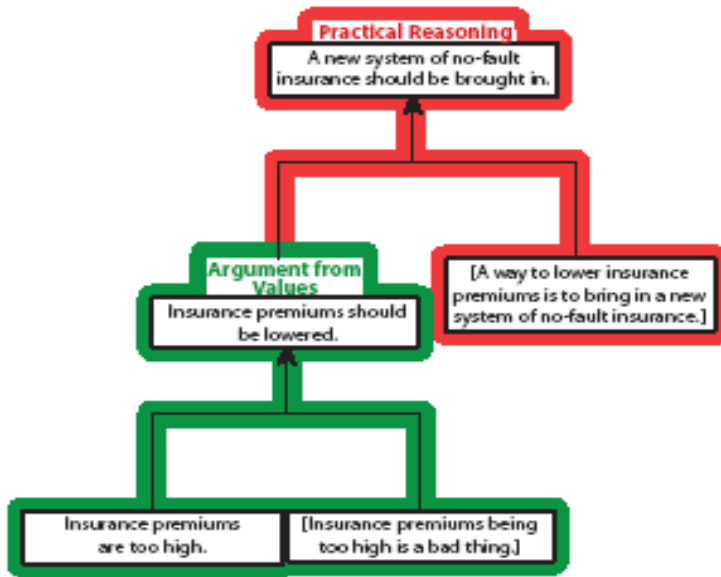 Practical Reasoning
A new system of no-fault
insurance should be brought in.
Argument from
Values
Insurance premiums should
be lowered.
[A way to lower insurance
premiums is to bring in a new
system of no-fault insurance.]
Insurance premiums
are too high.
[Insurance premiums being
too high is a bad thing.]